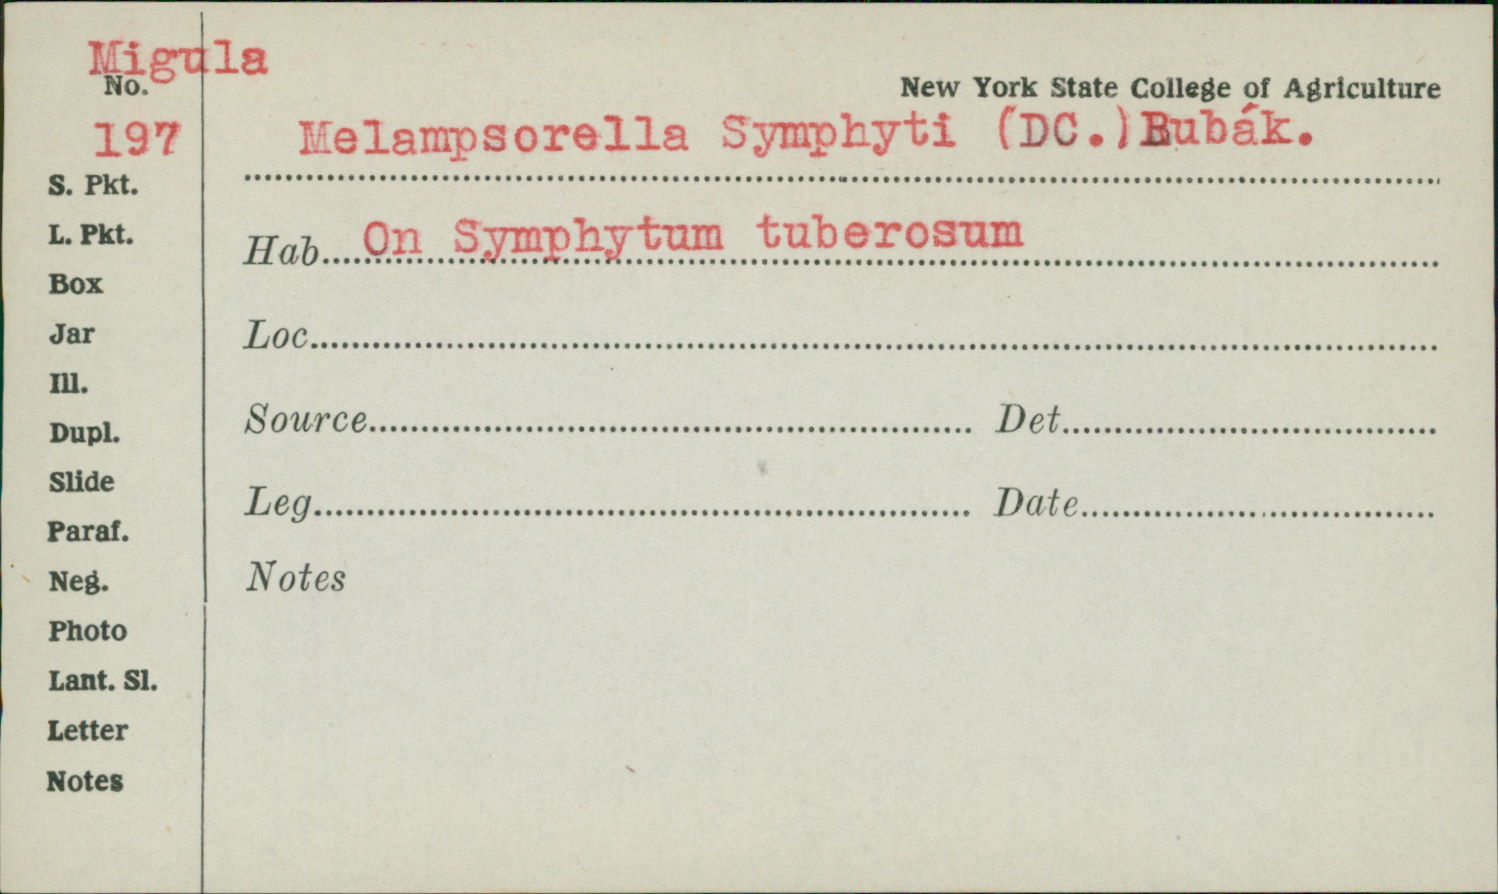 Migula
No.
New York State College of Agriculture
197
Melampsorella Symphyti (DC.)Bubák.
S. Pkt.
L. Pkt.
Hab. On Symphytum tuberosum
Box
Jar
Loc.
Ill.
Dupl.
Source Det.
Slide
Leg. Date
Paraf.
Neg.
Notes
Photo
Lant. Sl.
Letter
Notes